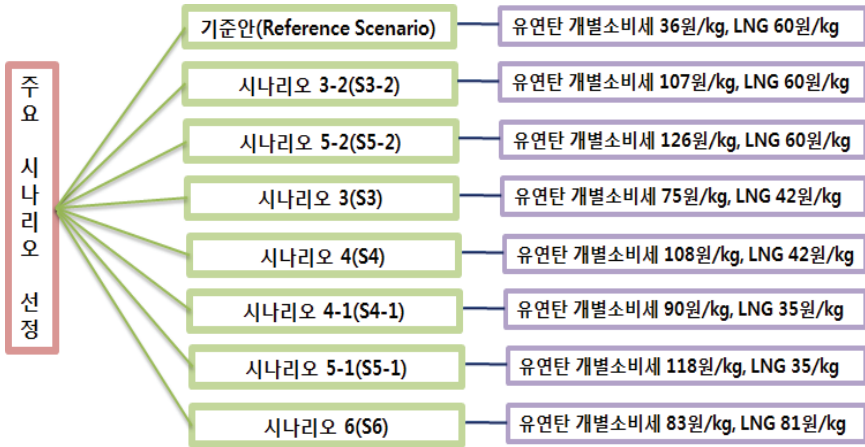 주요 시나리오 선정
기준안(Reference Scenario)
유연탄 개별소비세 36원/kg, LNG 60원/kg
시나리오 3-2(S3-2)
유연탄 개별소비세 107원/kg, LNG 60원/kg
시나리오 5-2(S5-2)
유연탄 개별소비세 126원/kg, LNG 60원/kg
시나리오 3(S3)
유연탄 개별소비세 75원/kg, LNG 42원/kg
시나리오 4(S4)
유연탄 개별소비세 108원/kg, LNG 42원/kg
시나리오 4-1(S4-1)
유연탄 개별소비세 90원/kg, LNG 35원/kg
시나리오 5-1(S5-1)
유연탄 개별소비세 118원/kg, LNG 35/kg
시나리오 6(S6)
유연탄 개별소비세 83원/kg, LNG 81원/kg